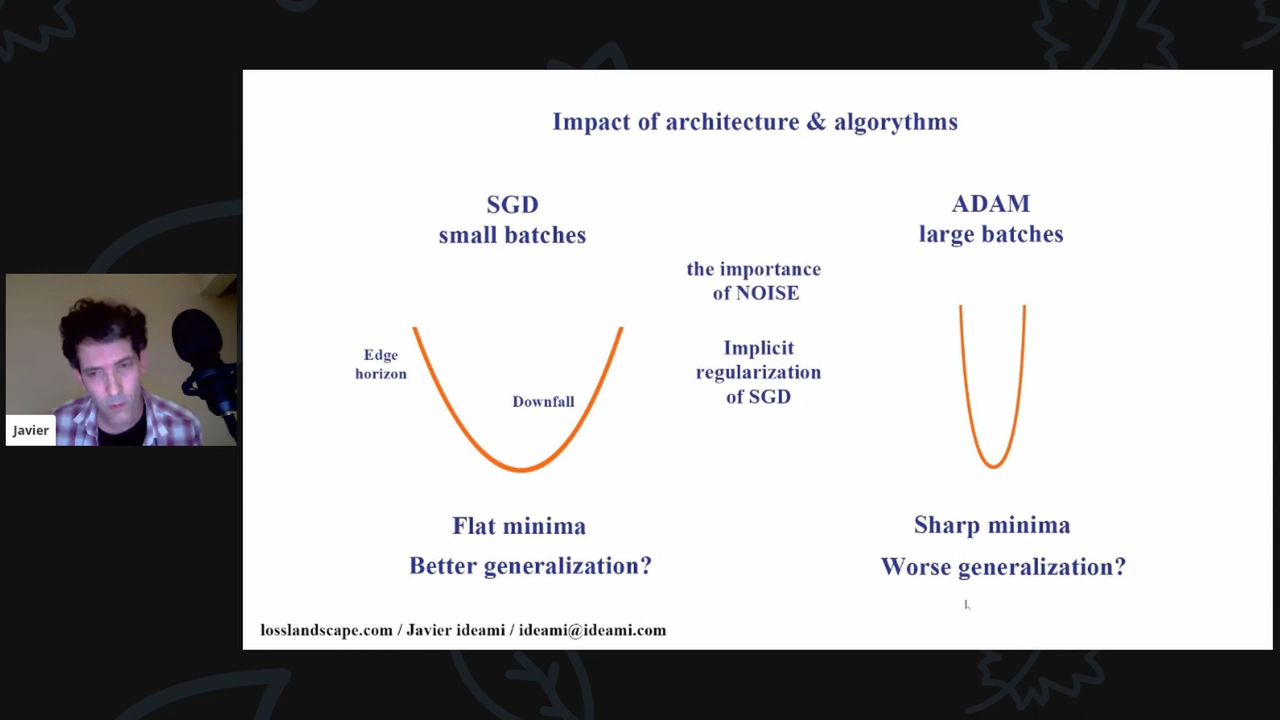 Impact of architecture & algorythms
SGD
small batches
ADAM
large batches
the importance
of NOISE
Edge
horizon
Downfall
Implicit
regularization
of SGD
Flat minima
Better generalization?
Sharp minima
Worse generalization?
losslandscape.com / Javier ideami / ideami@ideami.com
Javier